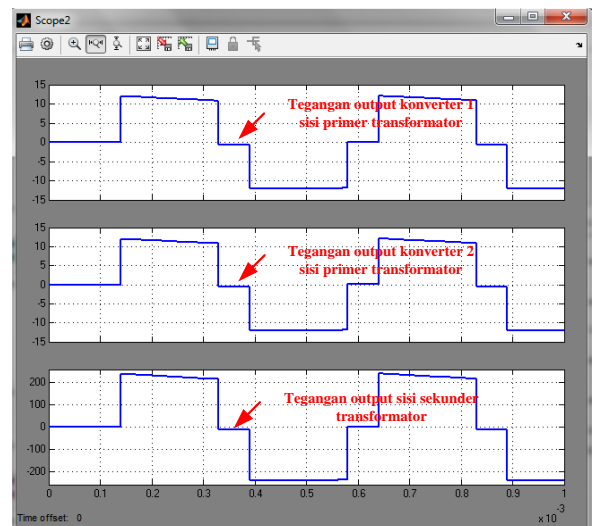 Scope2
15
10
5
0
-5
-10
-15
Tegangan output konverter 1
sisi primer transformator
15
10
5
0
-5
-10
-15
Tegangan output konverter 2
sisi primer transformator
200
100
0
-100
-200
Tegangan output sisi sekunder
transformator
0 0.1 0.2 0.3 0.4 0.5 0.6 0.7 0.8 0.9 1
Time offset: 0
x 10
-3